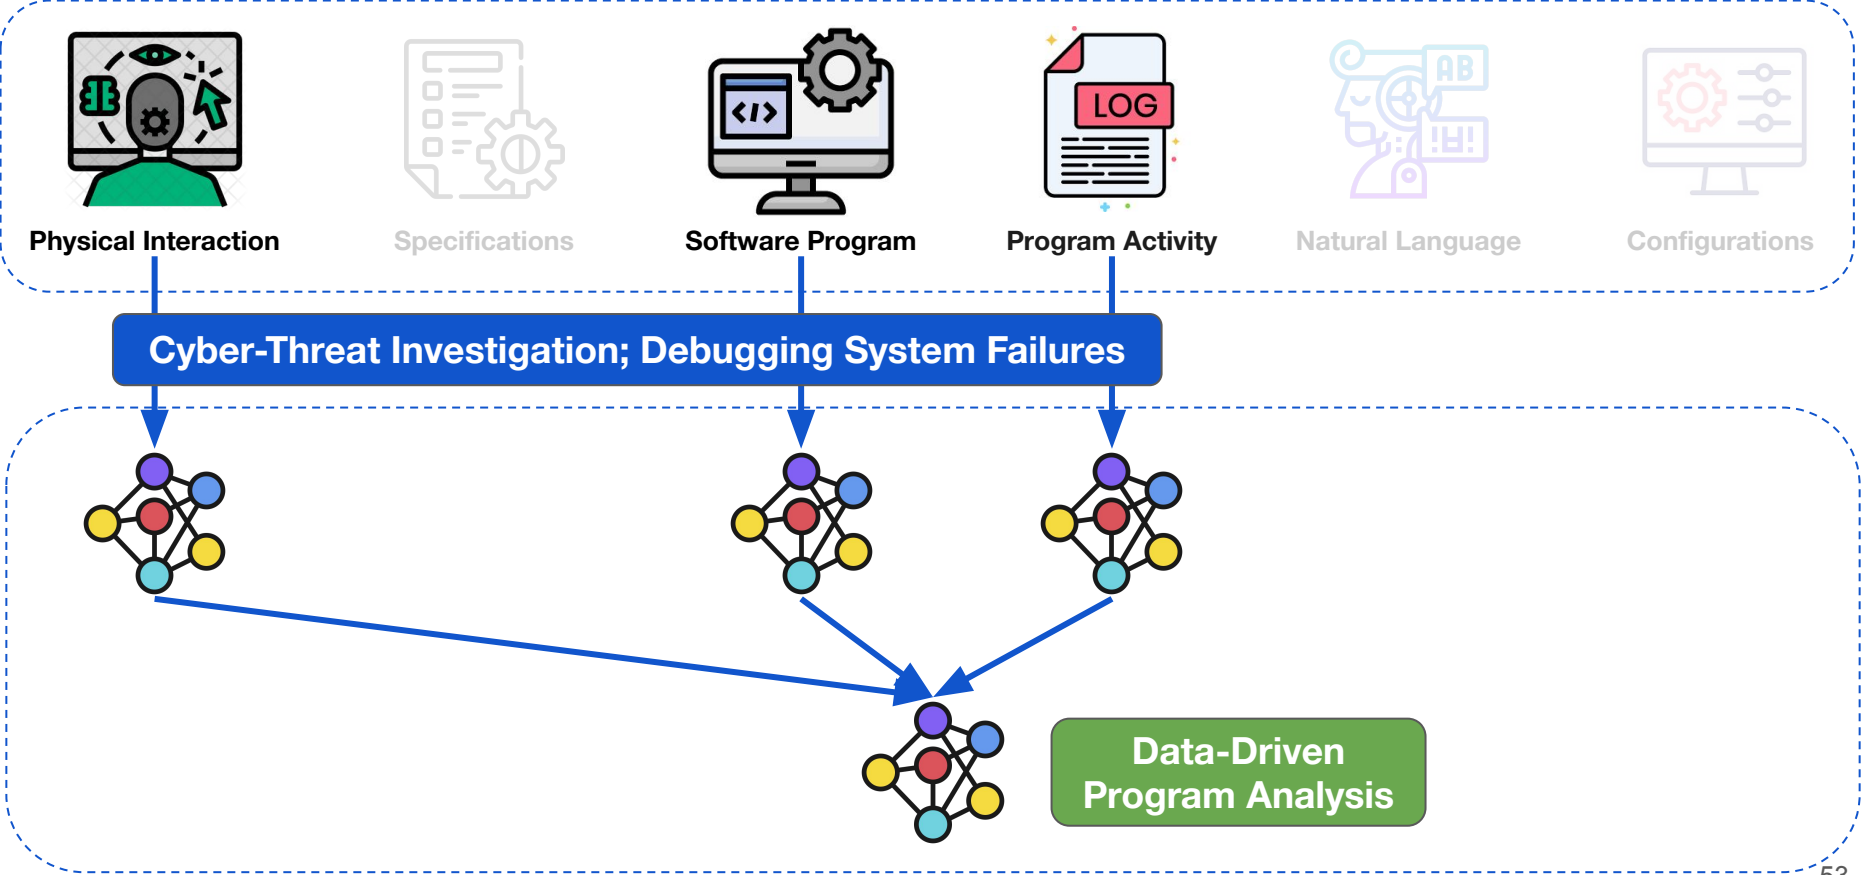 AB
</>
LOG
!H!
Physical Interaction
Specifications
Software Program
Program Activity
Natural Language
Configurations
Cyber-Threat Investigation; Debugging System Failures
Data-Driven
Program Analysis
53